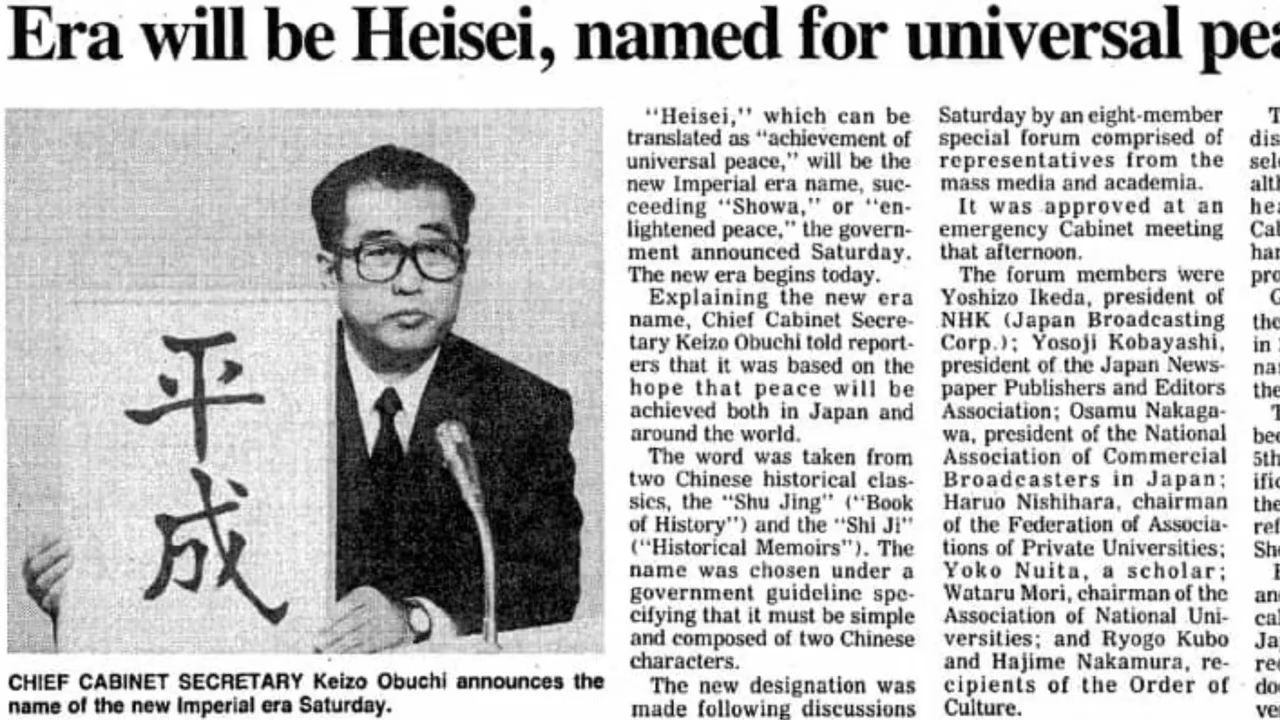 Era will be Heisei, named for universal
平
成
CHIEF CABINET SECRETARY Keizo Obuchi announces the
name of the new Imperial era Saturday.
"Heisei," which can be
translated as "achievement of
universal peace," will be the
new Imperial era name, suc-
ceeding "Showa," or "en-
lightened peace," the govern-
ment announced Saturday.
The new era begins today.
Explaining the new era
name, Chief Cabinet Secre-
tary Keizo Obuchi told report-
ers that it was based on the
hope that peace will be
achieved both in Japan and
around the world.
The word was taken from
two Chinese historical clas-
sics, the "Shu Jing" ("Book
of History") and the "Shi Ji"
("Historical Memoirs"). The
name was chosen under a
government guideline spe-
cifying that it must be simple
and composed of two Chinese
characters.
The new designation was
made following discussions
Saturday by an eight-member
special forum comprised of
representatives from the
mass media and academia.
It was approved at an
emergency Cabinet meeting
that afternoon.
The forum members were
Yoshizo Ikeda, president of
NHK (Japan Broadcasting
Corp.); Yosoji Kobayashi,
president of the Japan News-
paper Publishers and Editors
Association; Osamu Nakaga-
wa, president of the National
Association of Commercial
Broadcasters in Japan;
Haruo Nishihara, chairman
of the Federation of Associa-
tions of Private Universities;
Yoko Nuita, a scholar;
Wataru Mori, chairman of the
Association of National Uni-
versities; and Ryogo Kubo
and Hajime Nakamura, re-
cipients of the Order of
Culture.